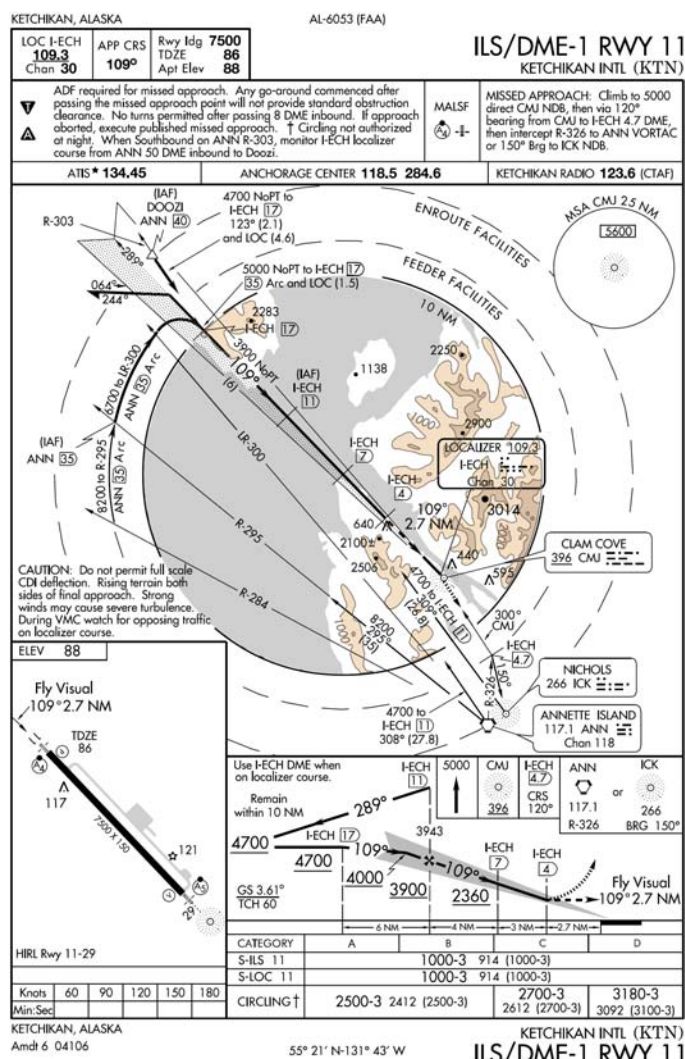 KETCHIKAN, ALASKA
AL-6053 (FAA)
LOC I-ECH
109.3
Chan 30
APP CRS
109°
Rwy ldg 7500
TDZE 86
Apt Elev 88
ILS/DME-1 RWY 11
KETCHIKAN INTL (KTN)
T
A
ADF required for missed approach. Any go-around commenced after
passing the missed approach point will not provide standard obstruction
clearance. No turns permitted after passing 8 DME inbound. If approach
aborted, execute published missed approach. † Circling not authorized
at night. When Southbound on ANN R-303, monitor I-ECH localizer
course from ANN 50 DME inbound to Doozi.
MALSF
A4
MISSED APPROACH: Climb to 5000
direct CMJ NDB, then via 120°
bearing from CMJ to I-ECH 4.7 DME,
then intercept R-326 to ANN VORTAC
or 150° Brg to ICK NDB.
ATIS★ 134.45
ANCHORAGE CENTER 118.5 284.6
KETCHIKAN RADIO 123.6 (CTAF)
(IAF)
DOOZI
ANN 40
4700 NoPT to
I-ECH 17
123° (2.1)
and LOC (4.6)
R-303
289°
064°
244°
5000 NoPT to I-ECH 17
35 Arc and LOC (1.5)
ENROUTE FACILITIES
FEEDER FACILITIES
10 NM
MSA CMJ 25 NM
5600
2283
I-ECH 17
3900 NoPT
109°
(6)
(IAF)
I-ECH
11
1138
2250
2900
1000
6700 to LR-300
ANN 35 Arc
(IAF)
ANN 35
8200 to R-295
ANN 35 Arc
LR-300
R-295
R-284
I-ECH
7
I-ECH
4
LOCALIZER 109.3
I-ECH
Chan 30
109°
2.7 NM
3014
640
2100±
2506
440
595
CLAM COVE
396 CMJ
4700 to I-ECH 11
309°
(26.8)
8200
295°
(35)
300°
CMJ
I-ECH
4.7
150°
R-326
NICHOLS
266 ICK
ANNETTE ISLAND
117.1 ANN
Chan 118
4700 to
I-ECH 11
308° (27.8)
1000
2000
1000
CAUTION: Do not permit full scale
CDI deflection. Rising terrain both
sides of final approach. Strong
winds may cause severe turbulence.
During VMC watch for opposing traffic
on localizer course.
ELEV 88
Fly Visual
109° 2.7 NM
TDZE
86
A4
117
7500 X 150
121
A5
29
HIRL Rwy 11-29
Knots 60 90 120 150 180
Min:Sec
Use I-ECH DME when
on localizer course.
Remain
within 10 NM
I-ECH
11
289°
4700
I-ECH 17
3943
4700
109°
4000
3900
109°
2360
I-ECH
7
I-ECH
4
GS 3.61°
TCH 60
Fly Visual
109° 2.7 NM
6 NM
4 NM
3 NM
2.7 NM
5000
CMJ
396
I-ECH
4.7
CRS
120°
ANN
117.1
R-326
or
ICK
266
BRG 150°
CATEGORY A B C D
S-ILS 11 1000-3 914 (1000-3)
S-LOC 11 1000-3 914 (1000-3)
CIRCLING† 2500-3 2412 (2500-3) 2700-3 2612 (2700-3) 3180-3 3092 (3100-3)
KETCHIKAN, ALASKA
Amdt 6 04106
55° 21' N-131° 43' W
KETCHIKAN INTL (KTN)
ILS/DME-1 RWY 11